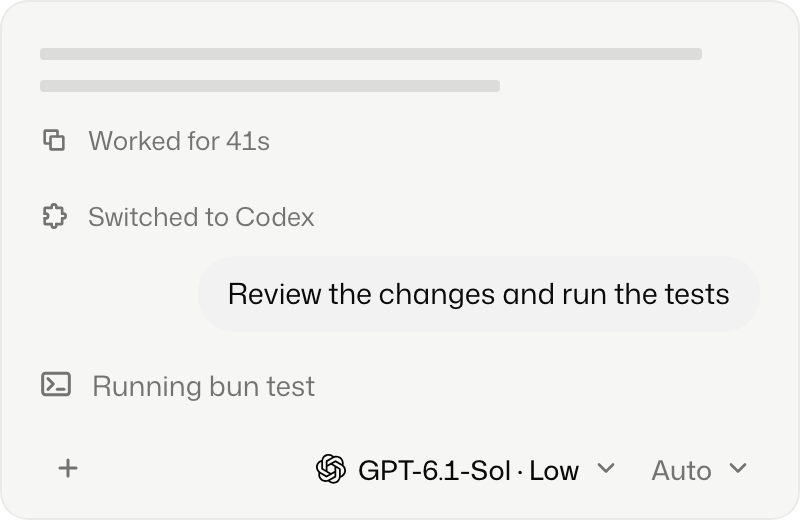 Worked for 41s
Switched to Codex
Review the changes and run the tests
Running bun test
GPT-6.1-Sol · Low Auto